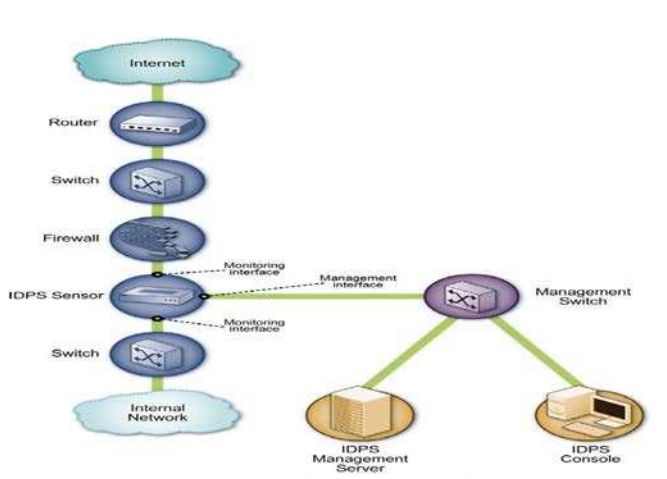 Internet
Router
Switch
Firewall
Monitoring
interface
Management
interface
IDPS Sensor
Management
Switch
Monitoring
interface
Switch
Internal
Network
IDPS
Management
Server
IDPS
Console